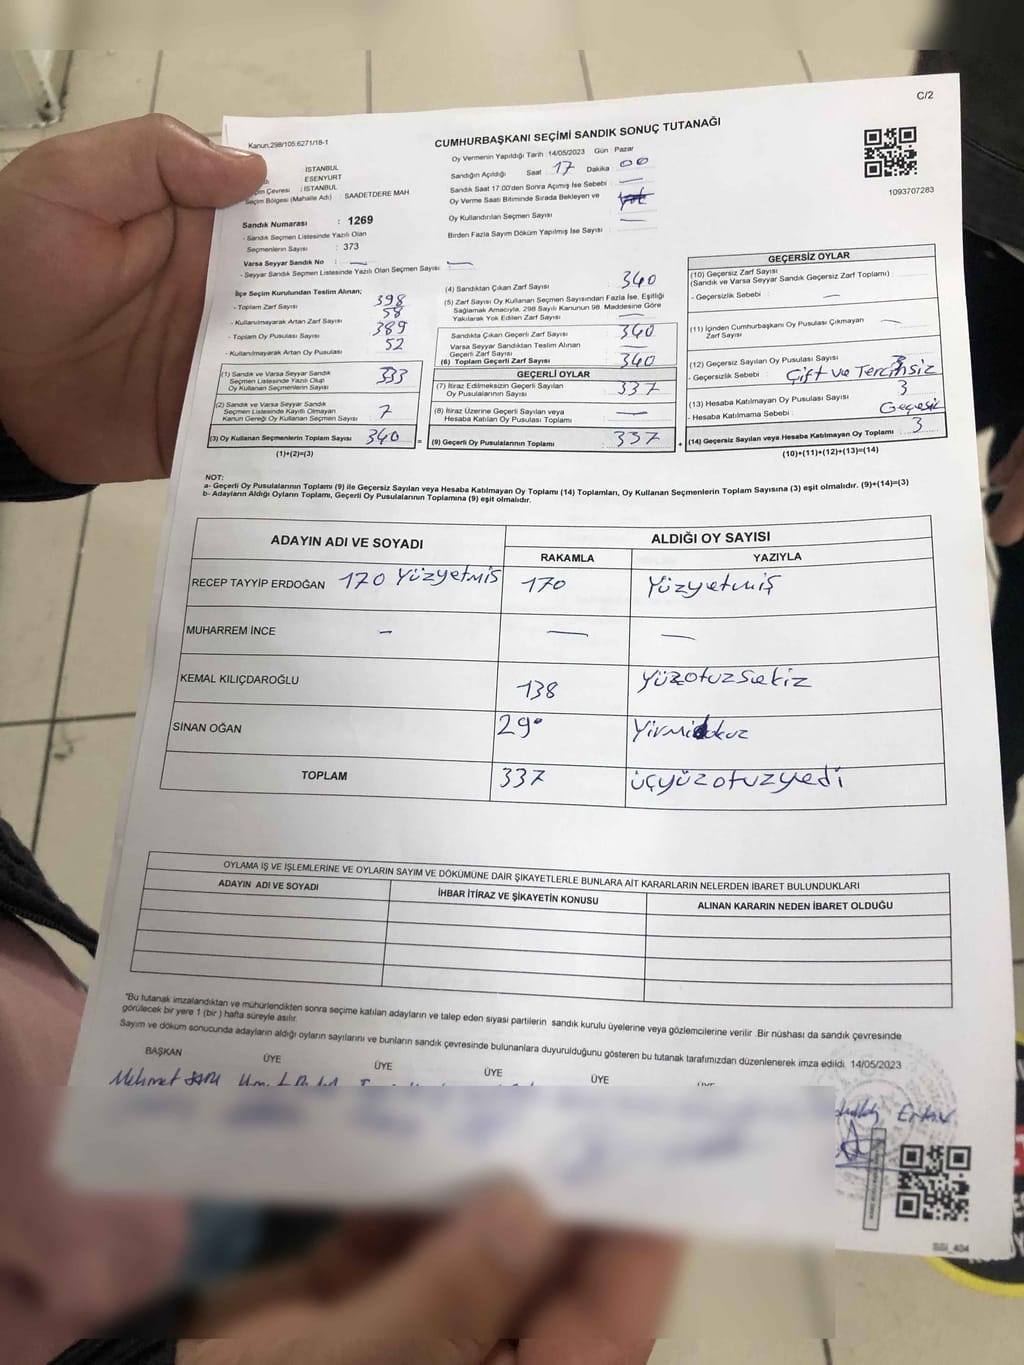 C/2
Kanun.298/105:6271/18-1
CUMHURBAŞKANI SEÇİMİ SANDIK SONUÇ TUTANAĞI
1093707283
: İSTANBUL
: ESENYURT
Seçim Çevresi : İSTANBUL
Seçim Bölgesi (Mahalle Adı) : SAADETDERE MAH.
Sandık Numarası : 1269
- Sandık Seçmen Listesinde Yazılı Olan
Seçmenlerin Sayısı : 373
Varsa Seyyar Sandık No : —
- Seyyar Sandık Seçmen Listesinde Yazılı Olan Seçmen Sayısı : —
Oy Vermenin Yapıldığı Tarih :14/05/2023 Gün : Pazar
Sandığın Açıldığı Saat : 17 Dakika : 00
Sandık Saat 17:00'den Sonra Açılmış İse Sebebi : —
Oy Verme Saati Bitiminde Sırada Bekleyen ve
Oy Kullandırılan Seçmen Sayısı : —
Birden Fazla Sayım Döküm Yapılmış İse Sayısı :
İlçe Seçim Kurulundan Teslim Alınan;
- Toplam Zarf Sayısı : 398
- Kullanılmayarak Artan Zarf Sayısı : 58
- Toplam Oy Pusulası Sayısı : 389
- Kullanılmayarak Artan Oy Pusulası : 52
(1) Sandık ve Varsa Seyyar Sandık
Seçmen Listesinde Yazılı Olup
Oy Kullanan Seçmenlerin Sayısı : 333
(2) Sandık ve Varsa Seyyar Sandık
Seçmen Listesinde Kayıtlı Olmayan
Kanun Gereği Oy Kullanan Seçmen Sayısı : 7
(3) Oy Kullanan Seçmenlerin Toplam Sayısı : 340 =
(1)+(2)=(3)
(4) Sandıktan Çıkan Zarf Sayısı : 340
(5) Zarf Sayısı Oy Kullanan Seçmen Sayısından Fazla İse, Eşitliği
Sağlamak Amacıyla, 298 Sayılı Kanunun 98. Maddesine Göre
Yakılarak Yok Edilen Zarf Sayısı : —
Sandıkta Çıkan Geçerli Zarf Sayısı : 340
Varsa Seyyar Sandıktan Teslim Alınan
Geçerli Zarf Sayısı : —
(6) Toplam Geçerli Zarf Sayısı : 340
GEÇERLİ OYLAR
(7) İtiraz Edilmeksizin Geçerli Sayılan
Oy Pusulalarının Sayısı : 337
(8) İtiraz Üzerine Geçerli Sayılan veya
Hesaba Katılan Oy Pusulası Toplamı : —
(9) Geçerli Oy Pusulalarının Toplamı : 337 +
GEÇERSİZ OYLAR
(10) Geçersiz Zarf Sayısı
(Sandık ve Varsa Seyyar Sandık Geçersiz Zarf Toplamı)
- Geçersizlik Sebebi : —
(11) İçinden Cumhurbaşkanı Oy Pusulası Çıkmayan
Zarf Sayısı : —
(12) Geçersiz Sayılan Oy Pusulası Sayısı : 3
- Geçersizlik Sebebi : Çift ve Tercihsiz
(13) Hesaba Katılmayan Oy Pusulası Sayısı : 3
- Hesaba Katılmama Sebebi : Geçersiz
(14) Geçersiz Sayılan veya Hesaba Katılmayan Oy Toplamı : 3
(10)+(11)+(12)+(13)=(14)
NOT:
a- Geçerli Oy Pusulalarının Toplamı (9) ile Geçersiz Sayılan veya Hesaba Katılmayan Oy Toplamı (14) Toplamları, Oy Kullanan Seçmenlerin Toplam Sayısına (3) eşit olmalıdır. (9)+(14)=(3)
b- Adayların Aldığı Oyların Toplamı, Geçerli Oy Pusulalarının Toplamına (9) eşit olmalıdır.
ADAYIN ADI VE SOYADI
ALDIĞI OY SAYISI
RAKAMLA YAZIYLA
RECEP TAYYİP ERDOĞAN 170 Yüzyetmiş 170 Yüzyetmiş
MUHARREM İNCE - — —
KEMAL KILIÇDAROĞLU 138 Yüzotuzsekiz
SİNAN OĞAN 29 Yirmidokuz
TOPLAM 337 üçyüzotuzyedi
OYLAMA İŞ VE İŞLEMLERİNE VE OYLARIN SAYIM VE DÖKÜMÜNE DAİR ŞİKAYETLERLE BUNLARA AİT KARARLARIN NELERDEN İBARET BULUNDUKLARI
ADAYIN ADI VE SOYADI İHBAR İTİRAZ VE ŞİKAYETİN KONUSU ALINAN KARARIN NEDEN İBARET OLDUĞU
*Bu tutanak imzalandıktan ve mühürlendikten sonra seçime katılan adayların ve talep eden siyasi partilerin sandık kurulu üyelerine veya gözlemcilerine verilir .Bir nüshası da sandık çevresinde
görülecek bir yere 1 (bir ) hafta süreyle asılır.
Sayım ve döküm sonucunda adayların aldığı oyların sayılarını ve bunların sandık çevresinde bulunanlara duyurulduğunu gösteren bu tutanak tarafımızdan düzenlenerek imza edildi. 14/05/2023
BAŞKAN ÜYE ÜYE ÜYE ÜYE
Mehmet
SSI_404